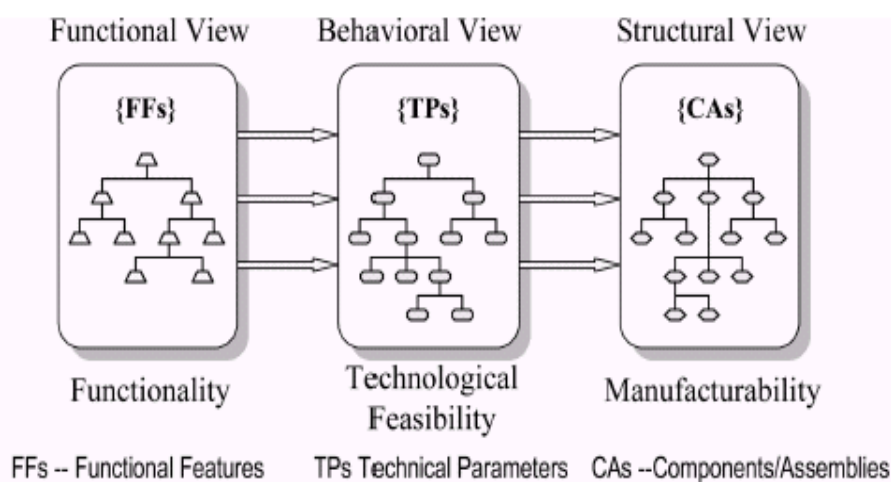 Functional View
Behavioral View
Structural View
{FFs}
{TPs}
{CAs}
Functionality
Technological
Feasibility
Manufacturability
FFs -- Functional Features
TPs Technical Parameters
CAs --Components/Assemblies